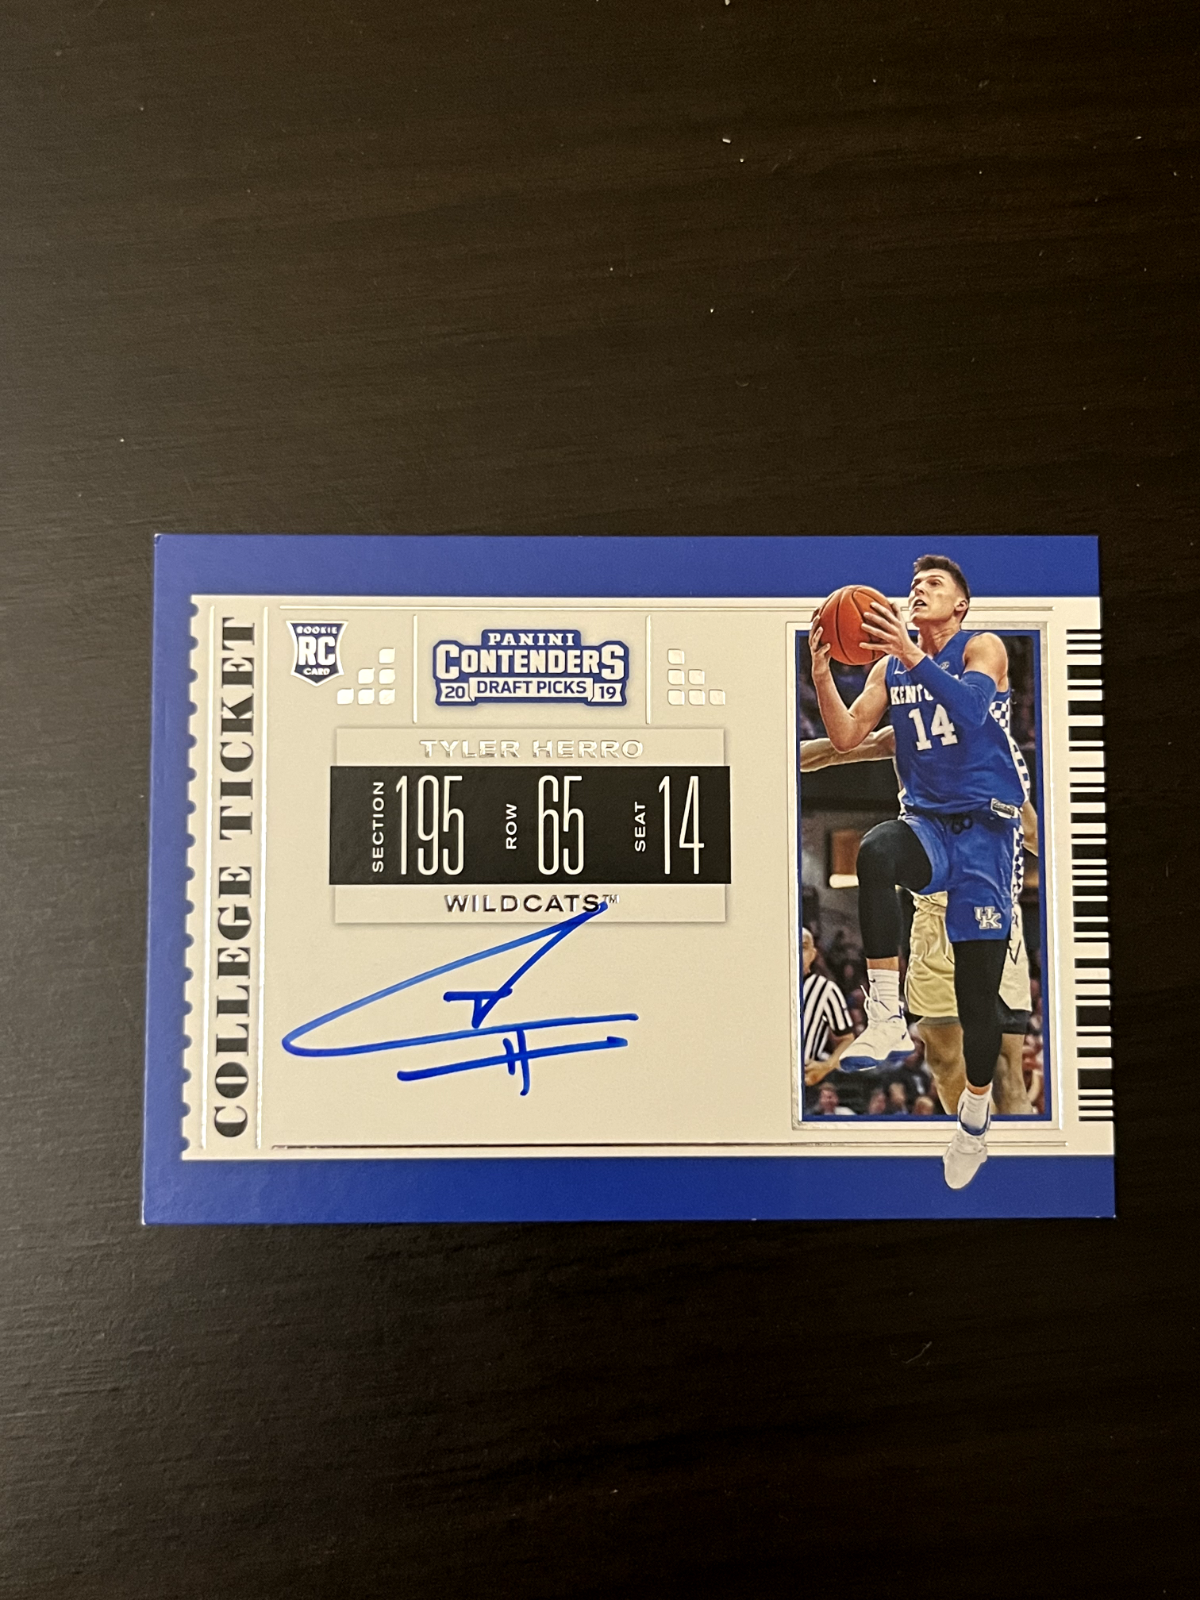 COLLEGE TICKET
ROOKIE
RC
CARD
PANINI
CONTENDERS
20 DRAFT PICKS 19
TYLER HERRO
SECTION 195 ROW 65 SEAT 14
WILDCATS™
KENTU
14
UK